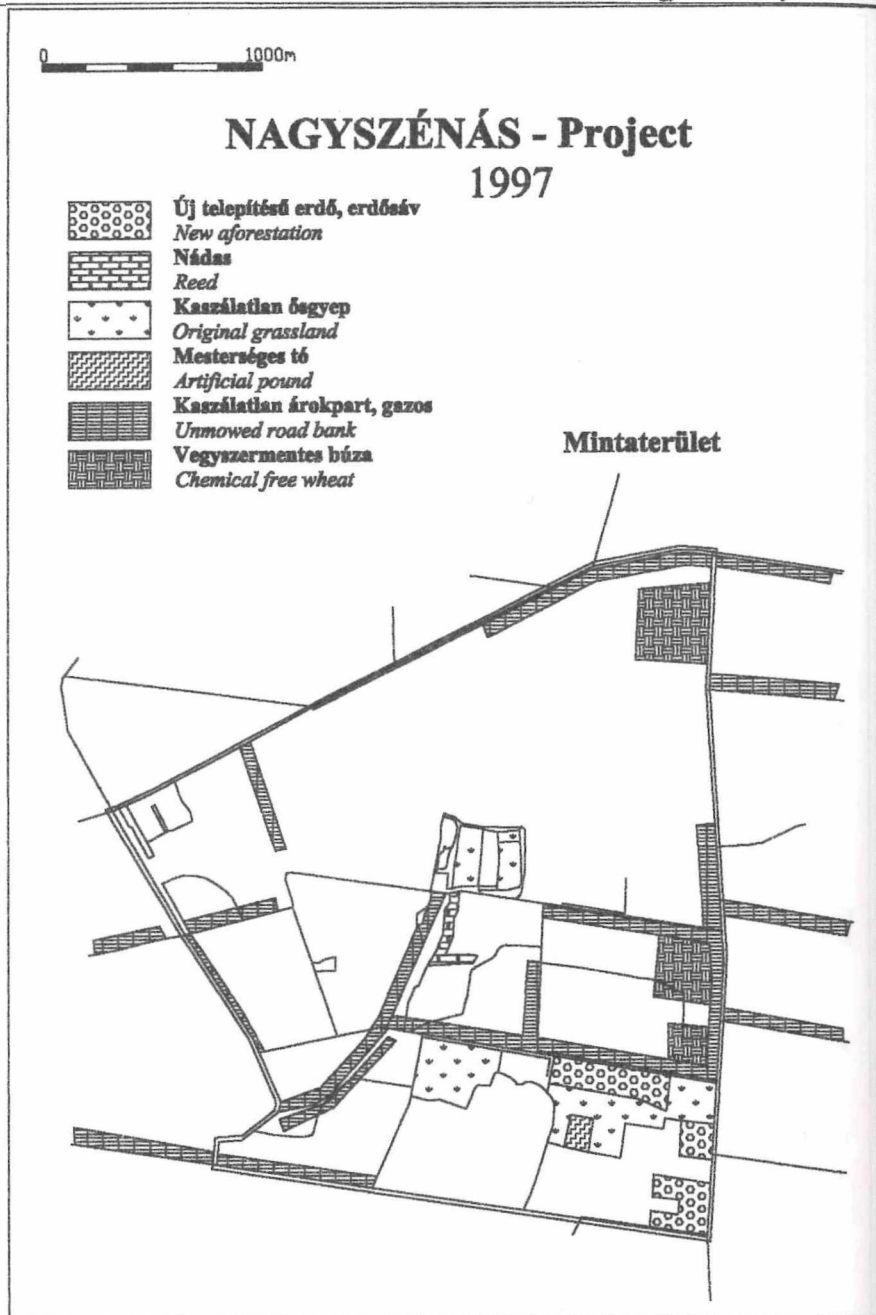 0 1000m
NAGYSZÉNÁS - Project
1997
Új telepítésű erdő, erdősáv
New aforestation
Nádas
Reed
Kaszálatlan ősgyep
Original grassland
Mesterséges tó
Artificial pound
Kaszálatlan árokpart, gazos
Unmowed road bank
Vegyszermentes búza
Chemical free wheat
Mintaterület